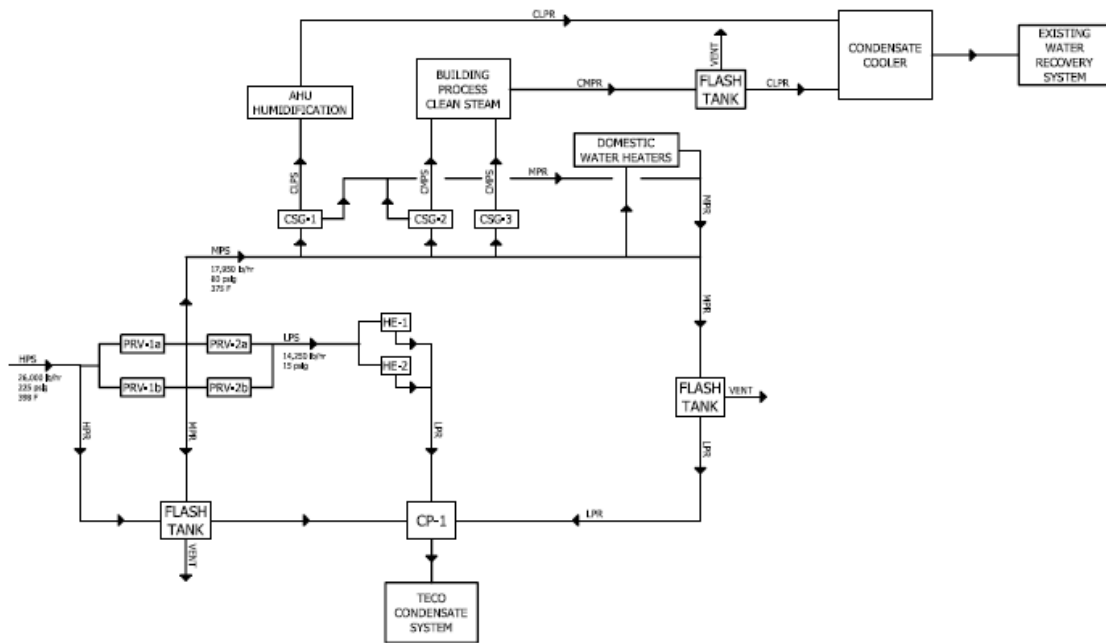 CLPR
EXISTING
WATER
RECOVERY
SYSTEM
CONDENSATE
COOLER
VENT
BUILDING
PROCESS
CLEAN STEAM
CMPR
FLASH
TANK
CLPR
AHU
HUMIDIFICATION
DOMESTIC
WATER HEATERS
CLPS
CMPS
CMPS
MPR
MPR
CSG-1
CSG-2
CSG-3
MPS
17,850 lb/hr
80 psig
375 F
MPR
HPS
26,000 lb/hr
225 psig
398 F
PRV-1a
PRV-2a
LPS
14,250 lb/hr
15 psig
HE-1
HE-2
PRV-1b
PRV-2b
FLASH
TANK
VENT
HPR
MPR
LPR
LPR
FLASH
TANK
CP-1
LPR
VENT
TECO
CONDENSATE
SYSTEM